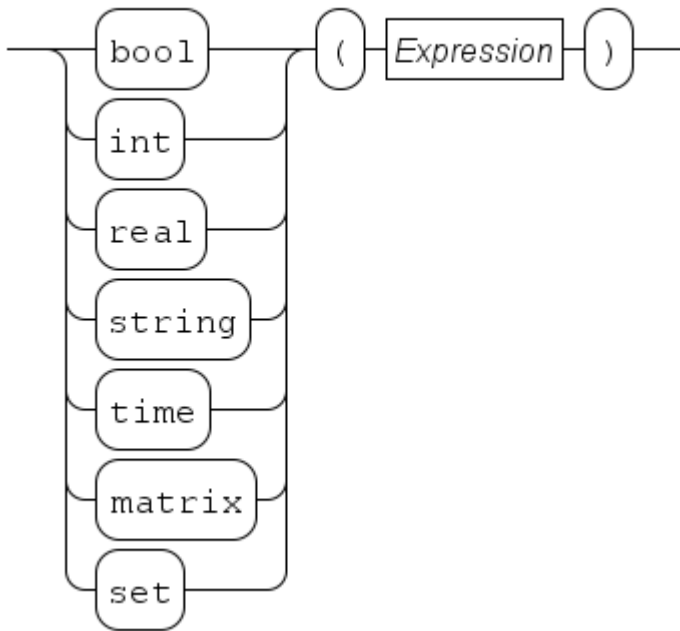 bool ( Expression )
int
real
string
time
matrix
set